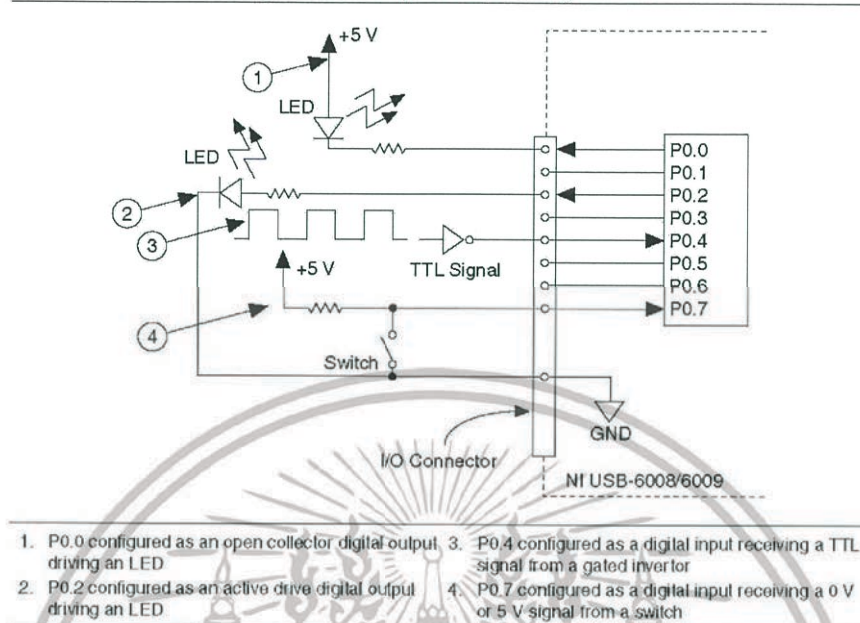 +5 V
1
LED
LED
P0.0
P0.1
2
P0.2
P0.3
3
P0.4
TTL Signal
P0.5
+5 V
P0.6
P0.7
4
Switch
GND
I/O Connector
NI USB-6008/6009
1. P0.0 configured as an open collector digital output driving an LED
2. P0.2 configured as an active drive digital output driving an LED
3. P0.4 configured as a digital input receiving a TTL signal from a gated invertor
4. P0.7 configured as a digital input receiving a 0 V or 5 V signal from a switch